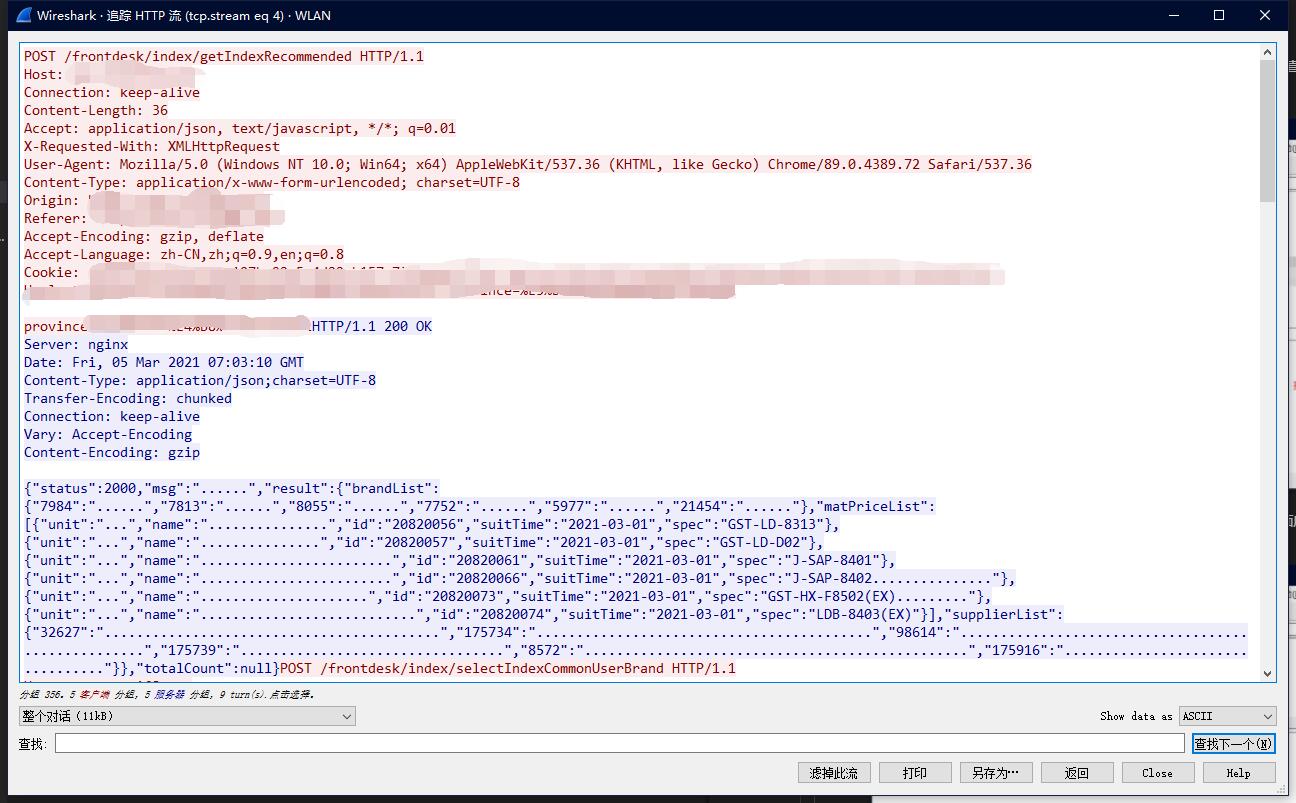 Wireshark · 追踪 HTTP 流 (tcp.stream eq 4) · WLAN
POST /frontdesk/index/getIndexRecommended HTTP/1.1
Host:
Connection: keep-alive
Content-Length: 36
Accept: application/json, text/javascript, */*; q=0.01
X-Requested-With: XMLHttpRequest
User-Agent: Mozilla/5.0 (Windows NT 10.0; Win64; x64) AppleWebKit/537.36 (KHTML, like Gecko) Chrome/89.0.4389.72 Safari/537.36
Content-Type: application/x-www-form-urlencoded; charset=UTF-8
Origin:
Referer:
Accept-Encoding: gzip, deflate
Accept-Language: zh-CN,zh;q=0.9,en;q=0.8
Cookie:
province HTTP/1.1 200 OK
Server: nginx
Date: Fri, 05 Mar 2021 07:03:10 GMT
Content-Type: application/json;charset=UTF-8
Transfer-Encoding: chunked
Connection: keep-alive
Vary: Accept-Encoding
Content-Encoding: gzip
{"status":2000,"msg":"......","result":{"brandList":
{"7984":"......","7813":"......","8055":"......","7752":"......","5977":"......","21454":"......"},"matPriceList":
[{"unit":"...","name":"...............","id":"20820056","suitTime":"2021-03-01","spec":"GST-LD-8313"},
{"unit":"...","name":"...............","id":"20820057","suitTime":"2021-03-01","spec":"GST-LD-D02"},
{"unit":"...","name":"........................","id":"20820061","suitTime":"2021-03-01","spec":"J-SAP-8401"},
{"unit":"...","name":"........................","id":"20820066","suitTime":"2021-03-01","spec":"J-SAP-8402..............."},
{"unit":"...","name":".....................","id":"20820073","suitTime":"2021-03-01","spec":"GST-HX-F8502(EX)........."},
{"unit":"...","name":"...........................","id":"20820074","suitTime":"2021-03-01","spec":"LDB-8403(EX)"}],"supplierList":
{"32627":"..........................................","175734":"..........................................","98614":"....................................
...............","175739":".................................","8572":"................................................","175916":".......................
.........."}},"totalCount":null}POST /frontdesk/index/selectIndexCommonUserBrand HTTP/1.1
分组 356. 5 客户端 分组, 5 服务器 分组, 9 turn(s).点击选择.
整个对话 (11kB)
Show data as ASCII
查找:
查找下一个(N)
滤掉此流 打印 另存为… 返回 Close Help